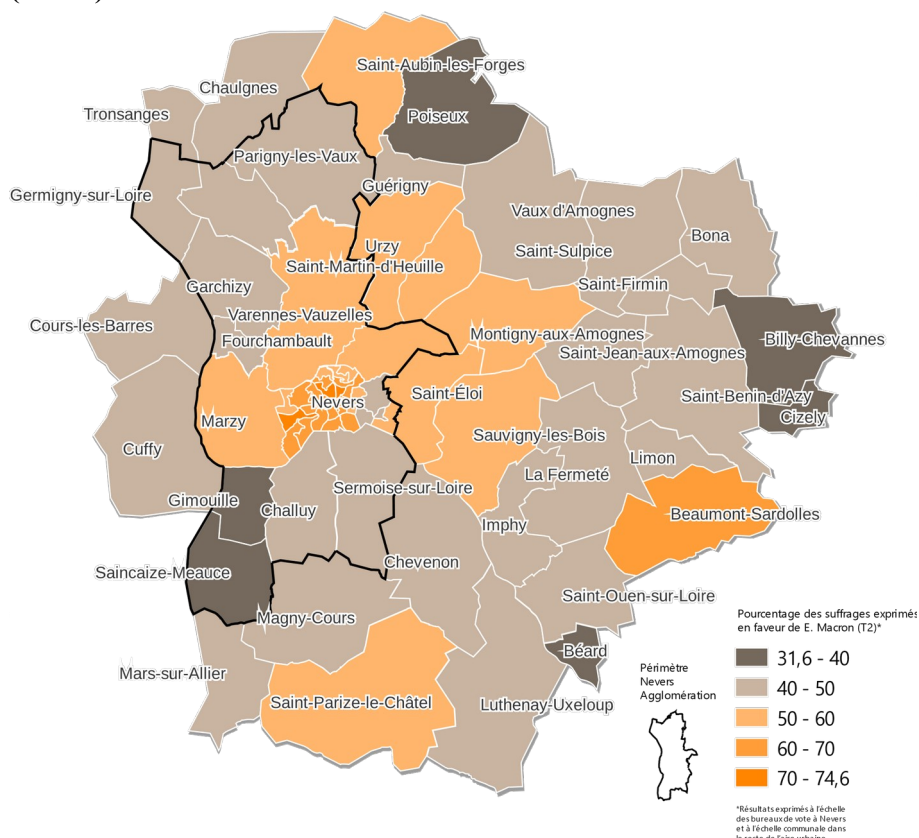 Saint-Aubin-les-Forges
Chaulgnes
Tronsanges
Poiseux
Parigny-les-Vaux
Germigny-sur-Loire
Guérigny
Vaux d'Amognes
Bona
Urzy
Saint-Sulpice
Saint-Martin-d'Heuille
Garchizy
Saint-Firmin
Varennes-Vauzelles
Cours-les-Barres
Fourchambault
Montigny-aux-Amognes
Billy-Chevannes
Saint-Jean-aux-Amognes
Saint-Éloi
Saint-Benin-d'Azy
Nevers
Cizely
Marzy
Sauvigny-les-Bois
Cuffy
Limon
La Fermeté
Sermoise-sur-Loire
Gimouille
Challuy
Beaumont-Sardolles
Imphy
Chevenon
Saincaize-Meauce
Saint-Ouen-sur-Loire
Magny-Cours
Béard
Mars-sur-Allier
Saint-Parize-le-Châtel
Luthenay-Uxeloup
Périmètre
Nevers
Agglomération
Pourcentage des suffrages exprimés
en faveur de E. Macron (T2)*
31,6 - 40
40 - 50
50 - 60
60 - 70
70 - 74,6
*Résultats exprimés à l'échelle
des bureaux de vote à Nevers
et à l'échelle communale dans